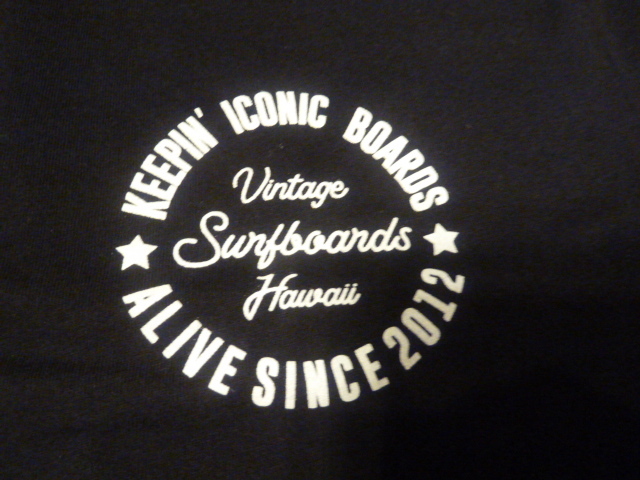 KEEPIN' ICONIC BOARDS
Vintage
Surfboards
Hawaii
ALIVE SINCE 2012